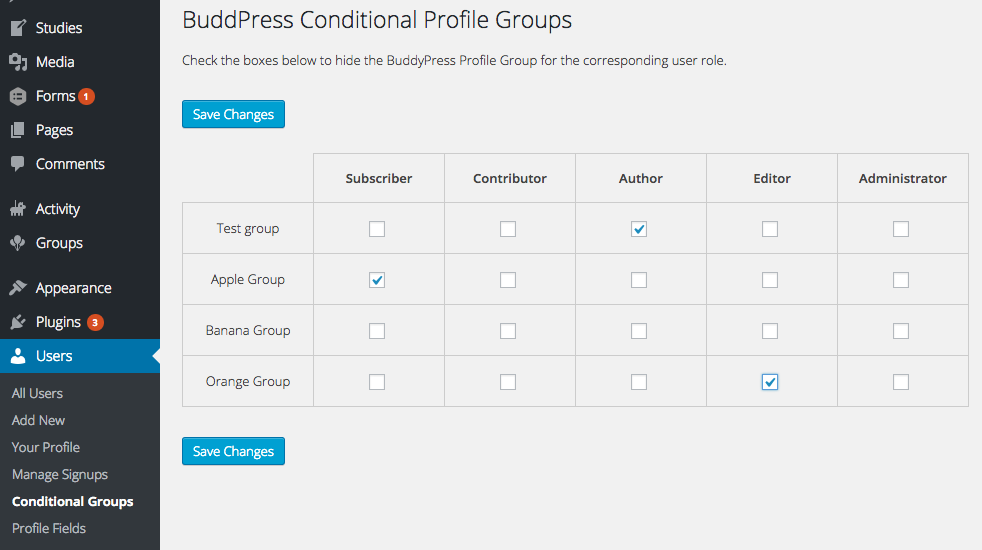 Studies
Media
Forms 1
Pages
Comments
Activity
Groups
Appearance
Plugins 3
Users
All Users
Add New
Your Profile
Manage Signups
Conditional Groups
Profile Fields
BuddPress Conditional Profile Groups
Check the boxes below to hide the BuddyPress Profile Group for the corresponding user role.
Save Changes
Subscriber Contributor Author Editor Administrator
Test group
Apple Group
Banana Group
Orange Group
Save Changes